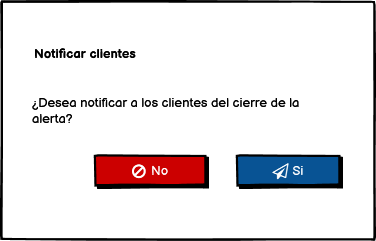 Notificar clientes
¿Desea notificar a los clientes del cierre de la
alerta?
No
Si